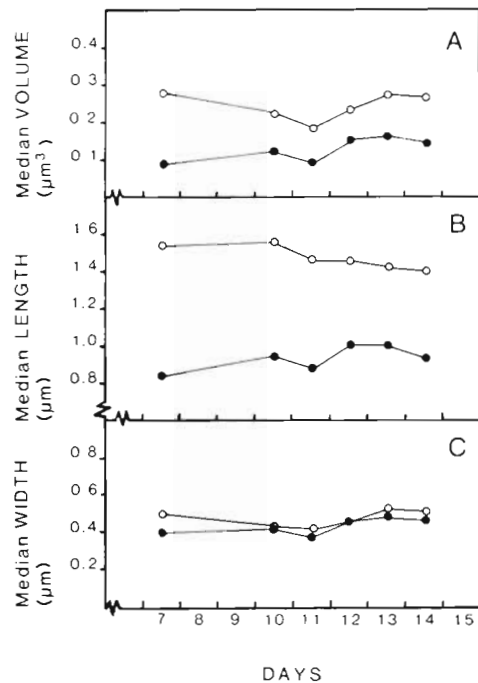 A
Median VOLUME
(µm³)
0.4
0.3
0.2
0.1
B
Median LENGTH
(µm)
1.6
1.4
1.2
1.0
0.8
C
Median WIDTH
(µm)
0.8
0.6
0.4
0.2
7 8 9 10 11 12 13 14 15
DAYS